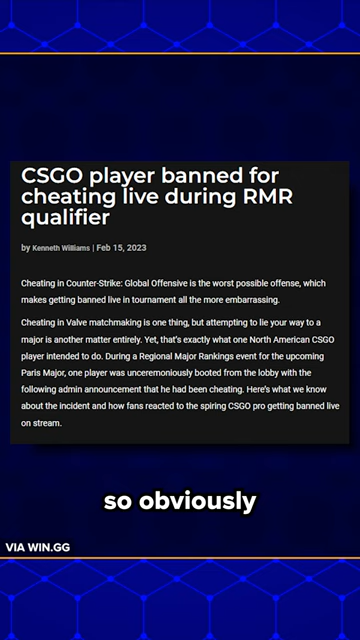 CSGO player banned for
cheating live during RMR
qualifier
by Kenneth Williams | Feb 15, 2023
Cheating in Counter-Strike: Global Offensive is the worst possible offense, which
makes getting banned live in tournament all the more embarrassing.
Cheating in Valve matchmaking is one thing, but attempting to lie your way to a
major is another matter entirely. Yet, that's exactly what one North American CSGO
player intended to do. During a Regional Major Rankings event for the upcoming
Paris Major, one player was unceremoniously booted from the lobby with the
following admin announcement that he had been cheating. Here's what we know
about the incident and how fans reacted to the spiring CSGO pro getting banned live
on stream.
so obviously
VIA WIN.GG